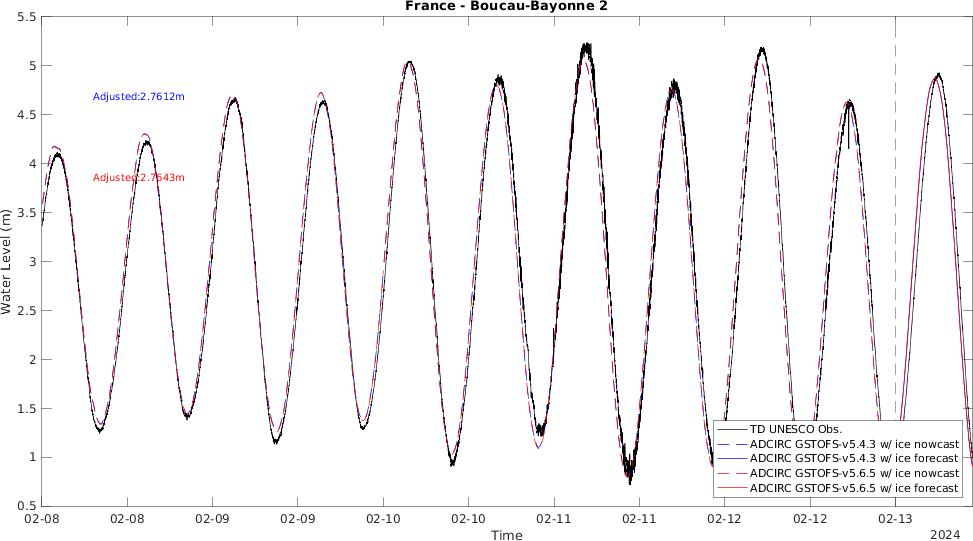 France - Boucau-Bayonne 2
5.5
5
4.5
4
3.5
3
2.5
2
1.5
1
0.5
Water Level (m)
Adjusted:2.7612m
Adjusted:2.7643m
TD UNESCO Obs.
ADCIRC GSTOFS-v5.4.3 w/ ice nowcast
ADCIRC GSTOFS-v5.4.3 w/ ice forecast
ADCIRC GSTOFS-v5.6.5 w/ ice nowcast
ADCIRC GSTOFS-v5.6.5 w/ ice forecast
02-08 02-08 02-09 02-09 02-10 02-10 02-11 02-11 02-12 02-12 02-13
Time
2024